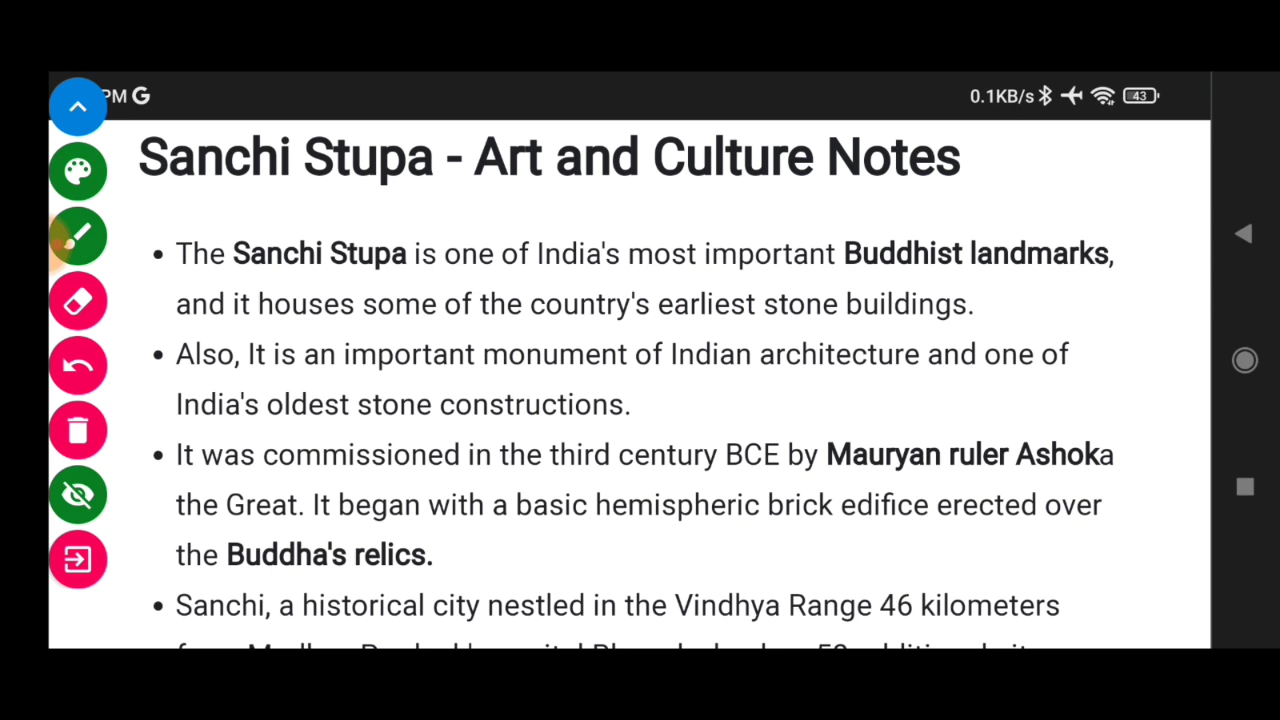 PM G
0.1KB/s 43
Sanchi Stupa - Art and Culture Notes
• The Sanchi Stupa is one of India's most important Buddhist landmarks,
and it houses some of the country's earliest stone buildings.
• Also, It is an important monument of Indian architecture and one of
India's oldest stone constructions.
• It was commissioned in the third century BCE by Mauryan ruler Ashoka
the Great. It began with a basic hemispheric brick edifice erected over
the Buddha's relics.
• Sanchi, a historical city nestled in the Vindhya Range 46 kilometers